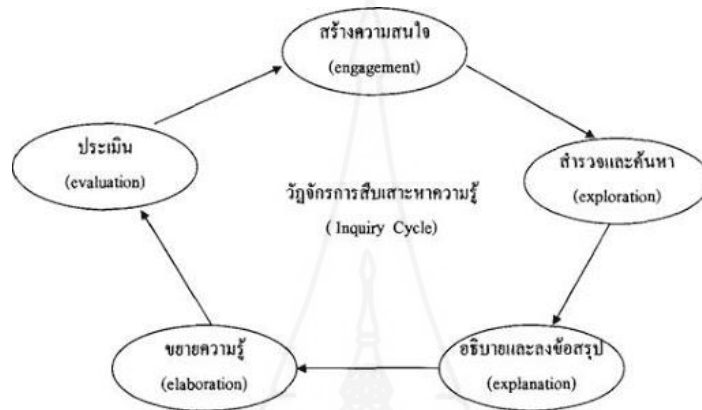 สร้างความสนใจ
(engagement)
สำรวจและค้นหา
(exploration)
อธิบายและลงข้อสรุป
(explanation)
ขยายความรู้
(elaboration)
ประเมิน
(evaluation)
วัฏจักรการสืบเสาะหาความรู้
( Inquiry Cycle)